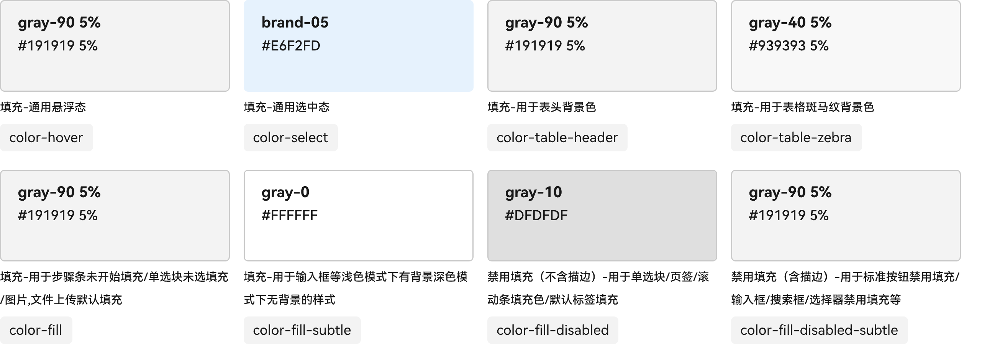 gray-90 5%
#191919 5%
填充-通用悬浮态
color-hover
brand-05
#E6F2FD
填充-通用选中态
color-select
gray-90 5%
#191919 5%
填充-用于表头背景色
color-table-header
gray-40 5%
#939393 5%
填充-用于表格斑马纹背景色
color-table-zebra
gray-90 5%
#191919 5%
填充-用于步骤条未开始填充/单选块未选填充
/图片,文件上传默认填充
color-fill
gray-0
#FFFFFF
填充-用于输入框等浅色模式下有背景深色模
式下无背景的样式
color-fill-subtle
gray-10
#DFDFDF
禁用填充（不含描边）-用于单选块/页签/滚
动条填充色/默认标签填充
color-fill-disabled
gray-90 5%
#191919 5%
禁用填充（含描边）-用于标准按钮禁用填充/
输入框/搜索框/选择器禁用填充等
color-fill-disabled-subtle